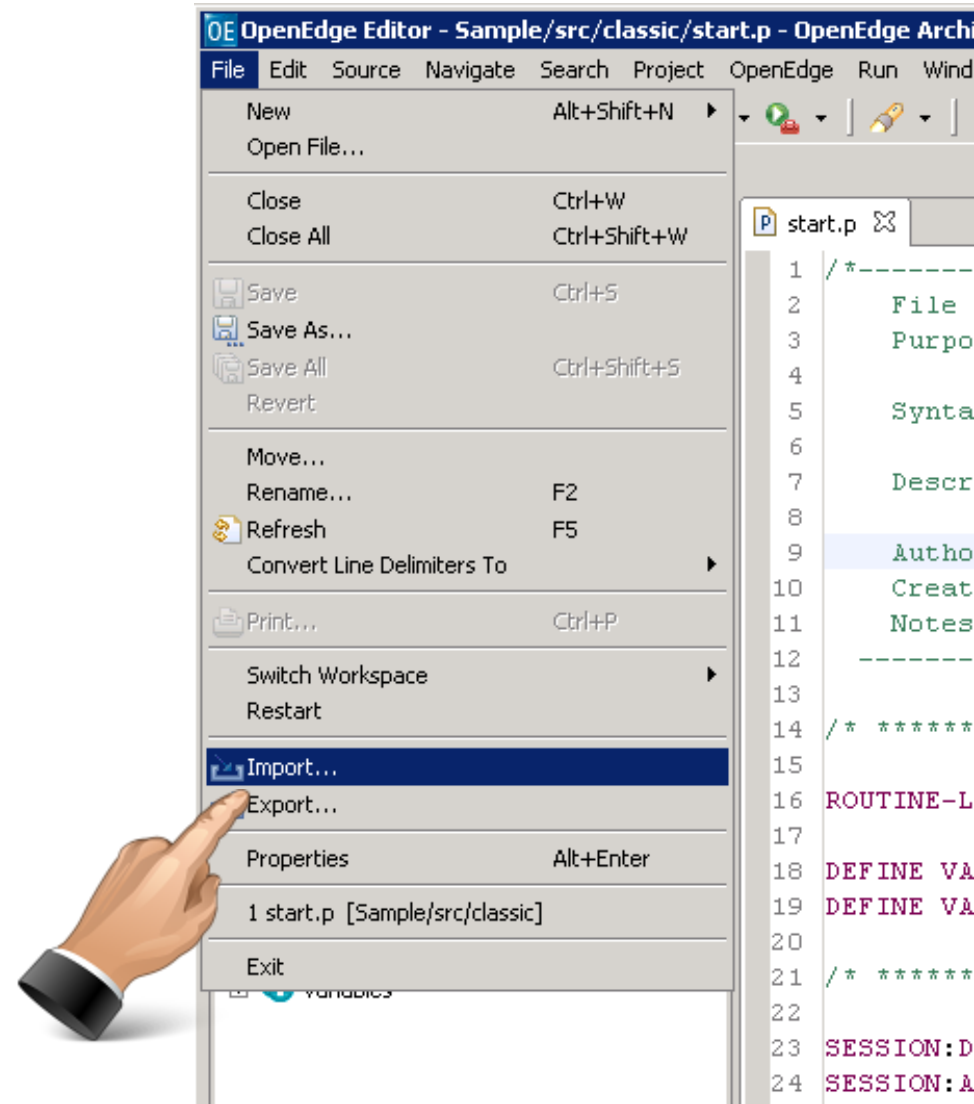 OE OpenEdge Editor - Sample/src/classic/start.p - OpenEdge Archi
File Edit Source Navigate Search Project OpenEdge Run Wind
New Alt+Shift+N
Open File...
Close Ctrl+W
Close All Ctrl+Shift+W
Save Ctrl+S
Save As...
Save All Ctrl+Shift+S
Revert
Move...
Rename... F2
Refresh F5
Convert Line Delimiters To
Print... Ctrl+P
Switch Workspace
Restart
Import...
Export...
Properties Alt+Enter
1 start.p [Sample/src/classic]
Exit
variables
P start.p
1 /*-------
2 File
3 Purpo
4
5 Synta
6
7 Descr
8
9 Autho
10 Creat
11 Notes
12 -------
13
14 /* ******
15
16 ROUTINE-L
17
18 DEFINE VA
19 DEFINE VA
20
21 /* ******
22
23 SESSION:D
24 SESSION:A